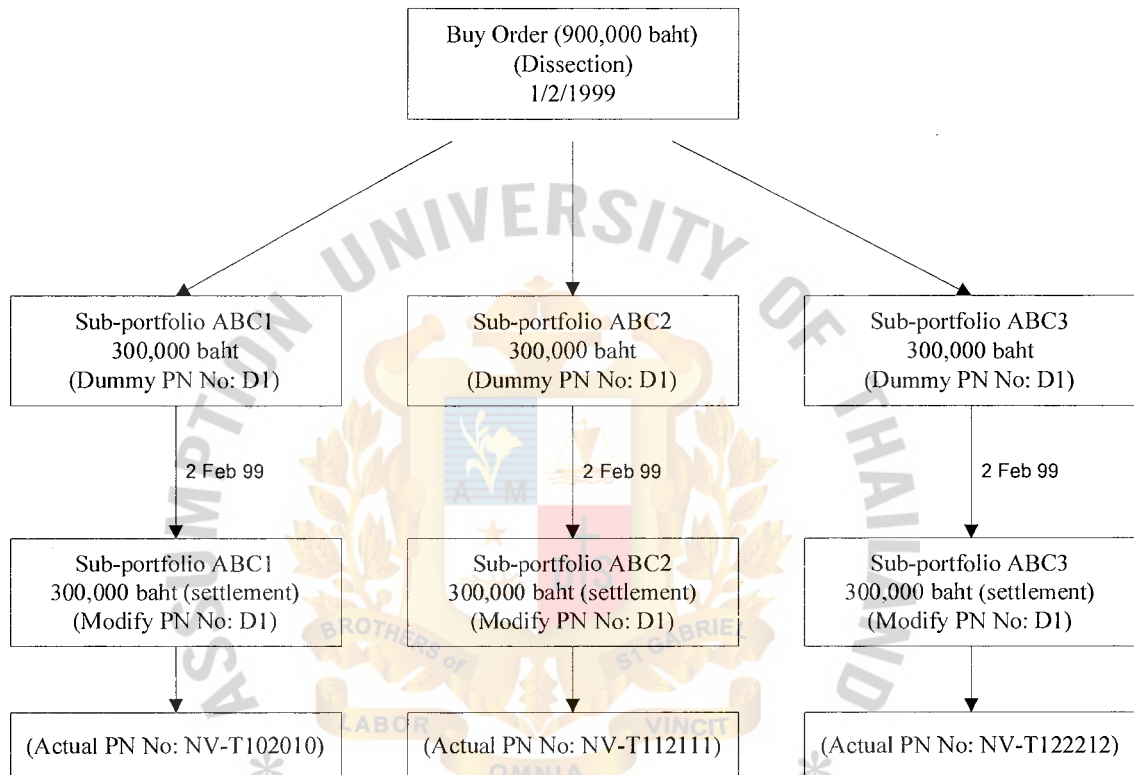 Buy Order (900,000 baht)
(Dissection)
1/2/1999
Sub-portfolio ABC1
300,000 baht
(Dummy PN No: D1)
Sub-portfolio ABC2
300,000 baht
(Dummy PN No: D1)
Sub-portfolio ABC3
300,000 baht
(Dummy PN No: D1)
2 Feb 99
2 Feb 99
2 Feb 99
Sub-portfolio ABC1
300,000 baht (settlement)
(Modify PN No: D1)
Sub-portfolio ABC2
300,000 baht (settlement)
(Modify PN No: D1)
Sub-portfolio ABC3
300,000 baht (settlement)
(Modify PN No: D1)
(Actual PN No: NV-T102010)
(Actual PN No: NV-T112111)
(Actual PN No: NV-T122212)
ASSUMPTION UNIVERSITY OF THAILAND
A M
DIS
BROTHERS of
ST GABRIEL
LABOR
OMNIA
VINCIT